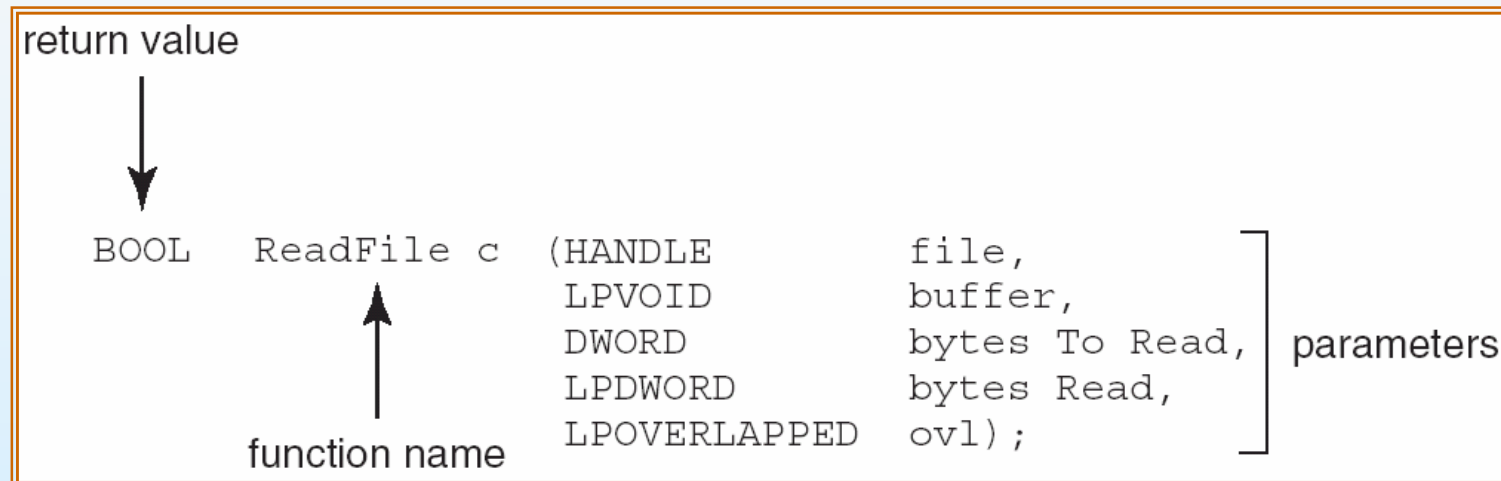 return value
BOOL ReadFile c (HANDLE file,
LPVOID buffer,
DWORD bytes To Read,
LPDWORD bytes Read,
LPOVERLAPPED ovl);
parameters
function name